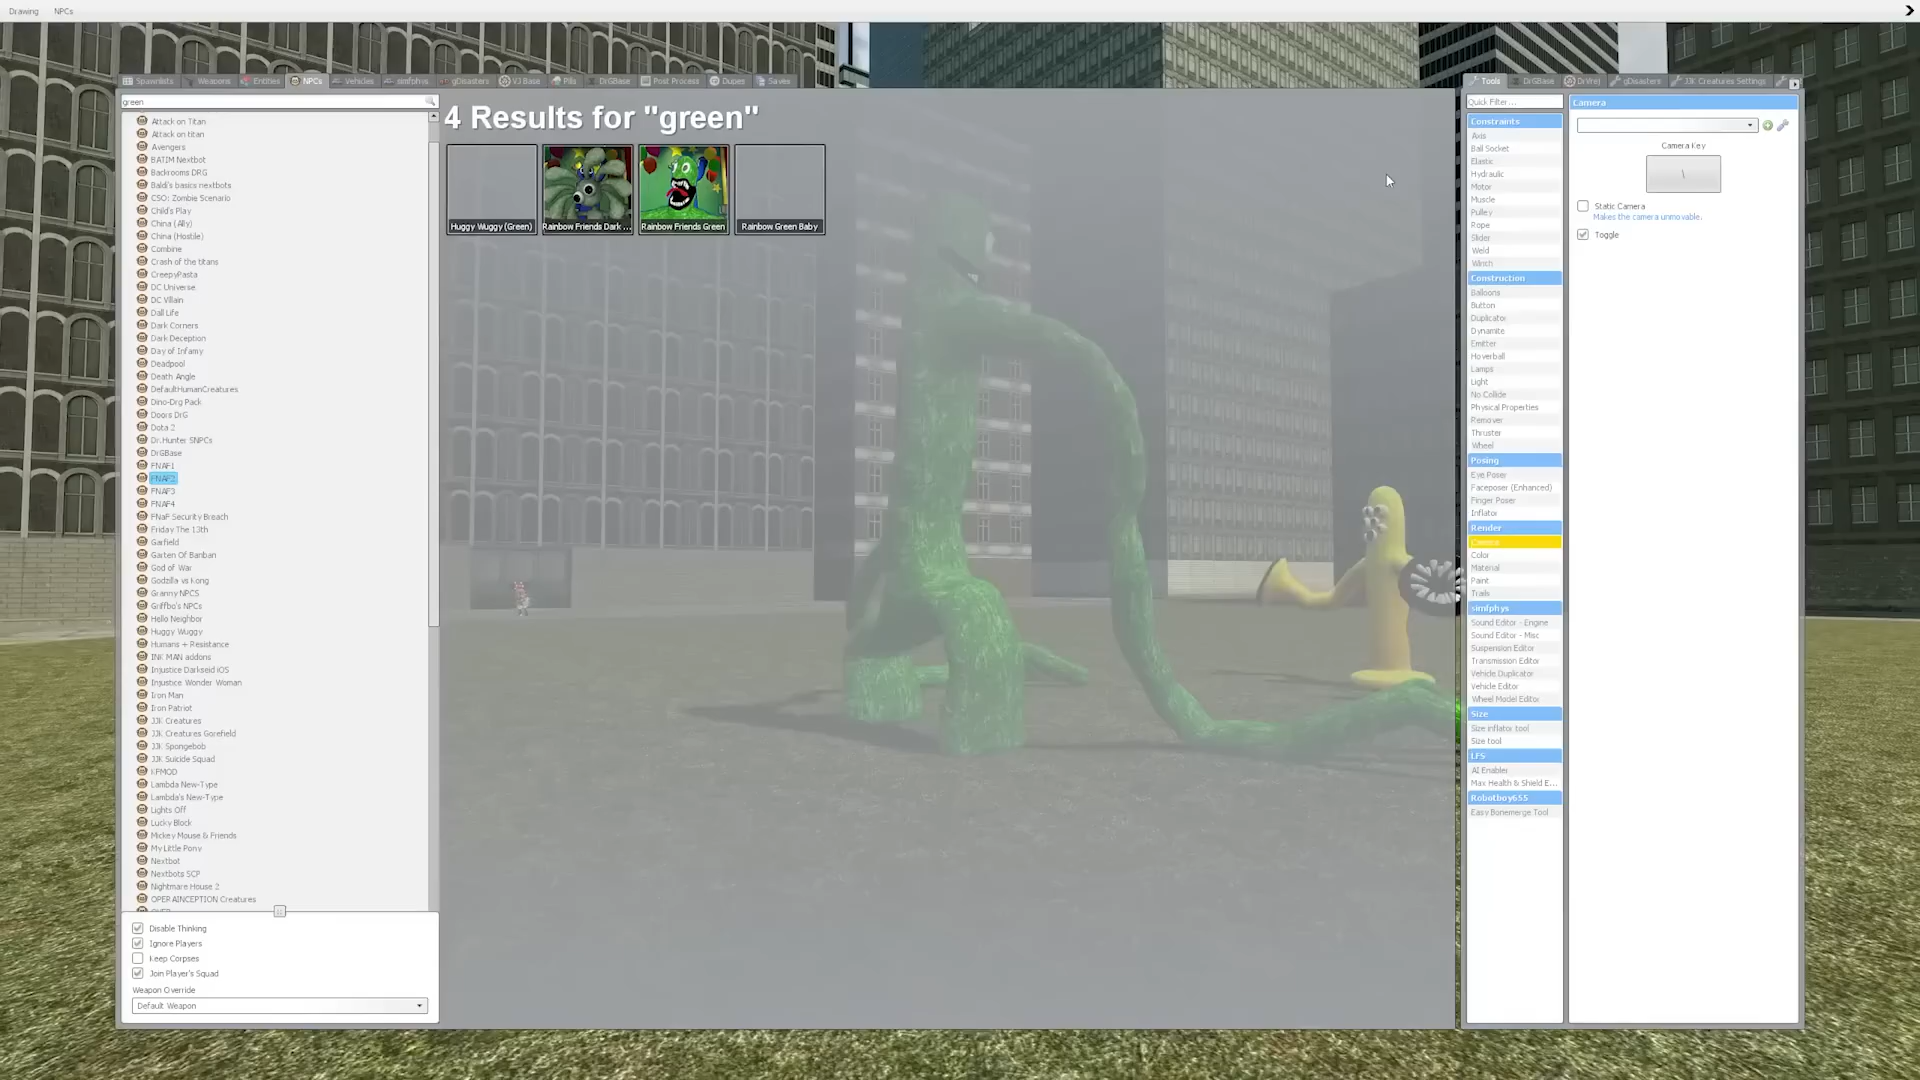 Drawing NPCs
Spawnlists Weapons Entities NPCs Vehicles simfphys gDisasters VJ Base Pills DrGBase Post Process Dupes Saves
green
Attack on Titan
Attack on titan
Avengers
BATIM Nextbot
Backrooms DRG
Baldi's basics nextbots
CSO: Zombie Scenario
Child's Play
China (Ally)
China (Hostile)
Combine
Crash of the titans
CreepyPasta
DC Universe
DC Villain
Dall Life
Dark Corners
Dark Deception
Day of Infamy
Deadpool
Death Angle
DefaultHumanCreatures
Dino-Drg Pack
Doors DrG
Dota 2
Dr.Hunter SNPCs
DrGBase
FNAF1
FNAF2
FNAF3
FNAF4
FNaF Security Breach
Friday The 13th
Garfield
Garten Of Banban
God of War
Godzilla vs Kong
Granny NPCS
Griffbo's NPCs
Hello Neighbor
Huggy Wuggy
Humans + Resistance
INK MAN addons
Injustice Darkseid iOS
Injustice Wonder Woman
Iron Man
Iron Patriot
JJK Creatures
JJK Creatures Gorefield
JJK Spongebob
JJK Suicide Squad
KFMOD
Lambda New-Type
Lambda's New-Type
Lights Off
Lucky Block
Mickey Mouse & Friends
My Little Pony
Nextbot
Nextbots SCP
Nightmare House 2
OPER AINCEPTION Creatures
Disable Thinking
Ignore Players
Keep Corpses
Join Player's Squad
Weapon Override
Default Weapon
4 Results for "green"
Huggy Wuggy (Green) Rainbow Friends Dark ... Rainbow Friends Green Rainbow Green Baby
Tools DrGBase DrVrej gDisasters JJK Creatures Settings
Quick Filter...
Constraints
Axis
Ball Socket
Elastic
Hydraulic
Motor
Muscle
Pulley
Rope
Slider
Weld
Winch
Construction
Balloons
Button
Duplicator
Dynamite
Emitter
Hoverball
Lamps
Light
No Collide
Physical Properties
Remover
Thruster
Wheel
Posing
Eye Poser
Faceposer (Enhanced)
Finger Poser
Inflator
Render
Camera
Color
Material
Paint
Trails
simfphys
Sound Editor - Engine
Sound Editor - Misc
Suspension Editor
Transmission Editor
Vehicle Duplicator
Vehicle Editor
Wheel Model Editor
Size
Size inflator tool
Size tool
LFS
AI Enabler
Max Health & Shield E...
Robotboy655
Easy Bonemerge Tool
Camera
Camera Key
\
Static Camera
Makes the camera unmovable.
Toggle